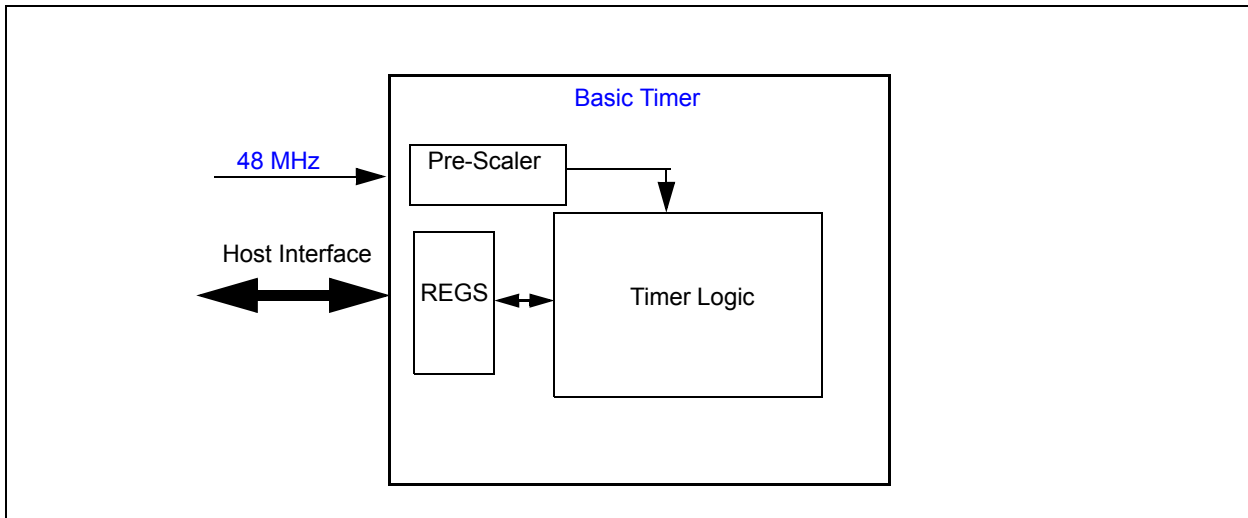 Basic Timer
48 MHz
Pre-Scaler
Host Interface
REGS
Timer Logic